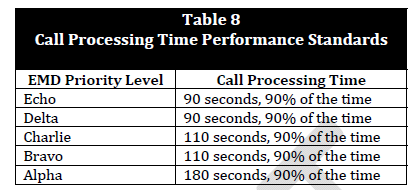 Table 8
Call Processing Time Performance Standards
EMD Priority Level Call Processing Time
Echo 90 seconds, 90% of the time
Delta 90 seconds, 90% of the time
Charlie 110 seconds, 90% of the time
Bravo 110 seconds, 90% of the time
Alpha 180 seconds, 90% of the time